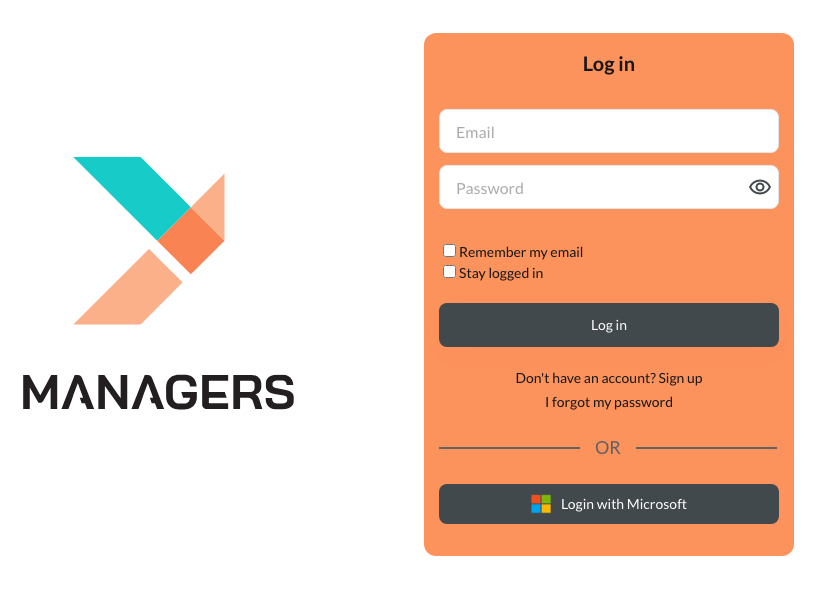 MANAGERS
Log in
Email
Password
Remember my email
Stay logged in
Log in
Don't have an account? Sign up
I forgot my password
OR
Login with Microsoft